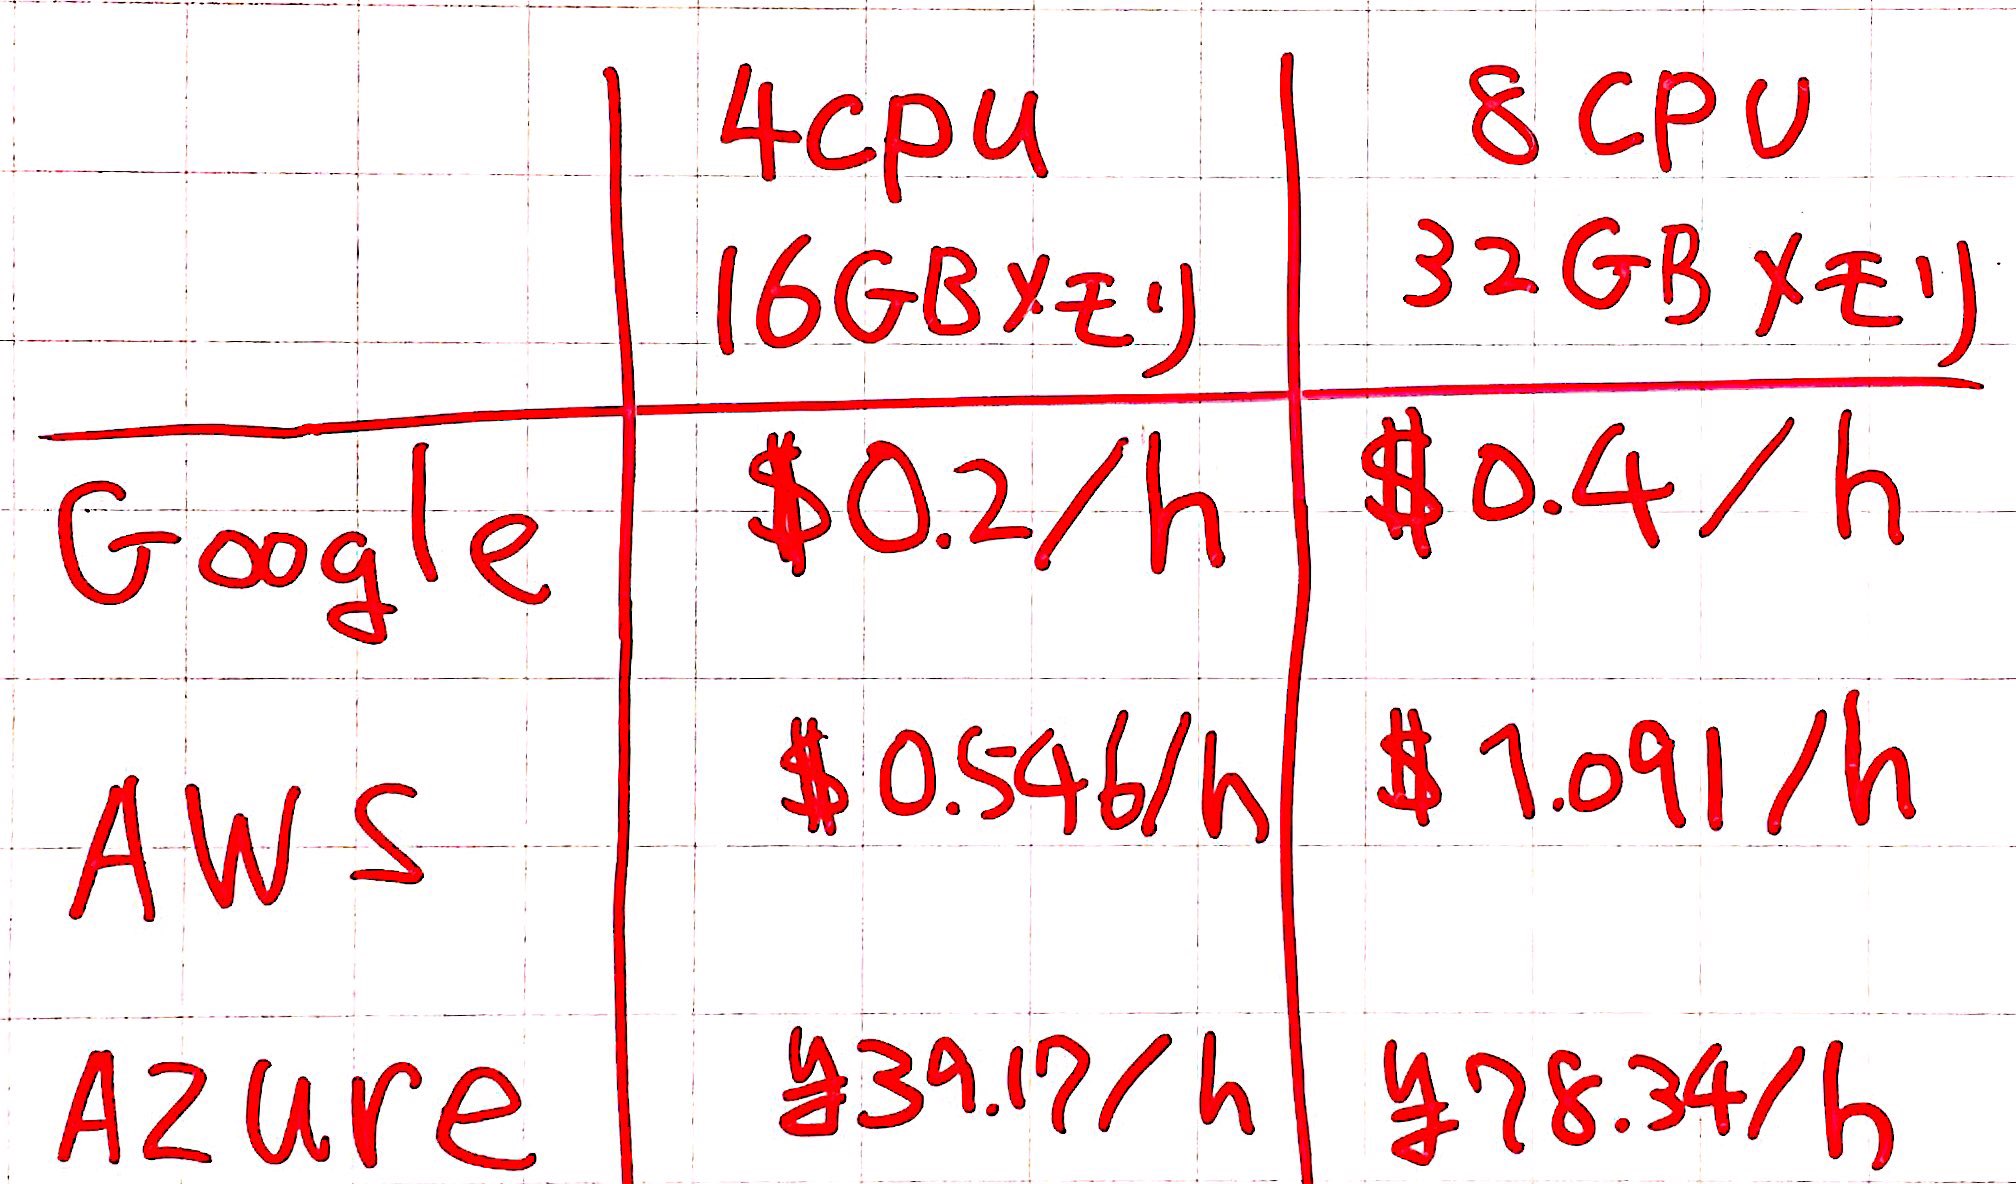 4cpu 8CPU
16GBメモリ 32GBメモリ
Google $0.2/h $0.4/h
AWS $0.546/h $1.091/h
Azure ¥39.17/h ¥78.34/h